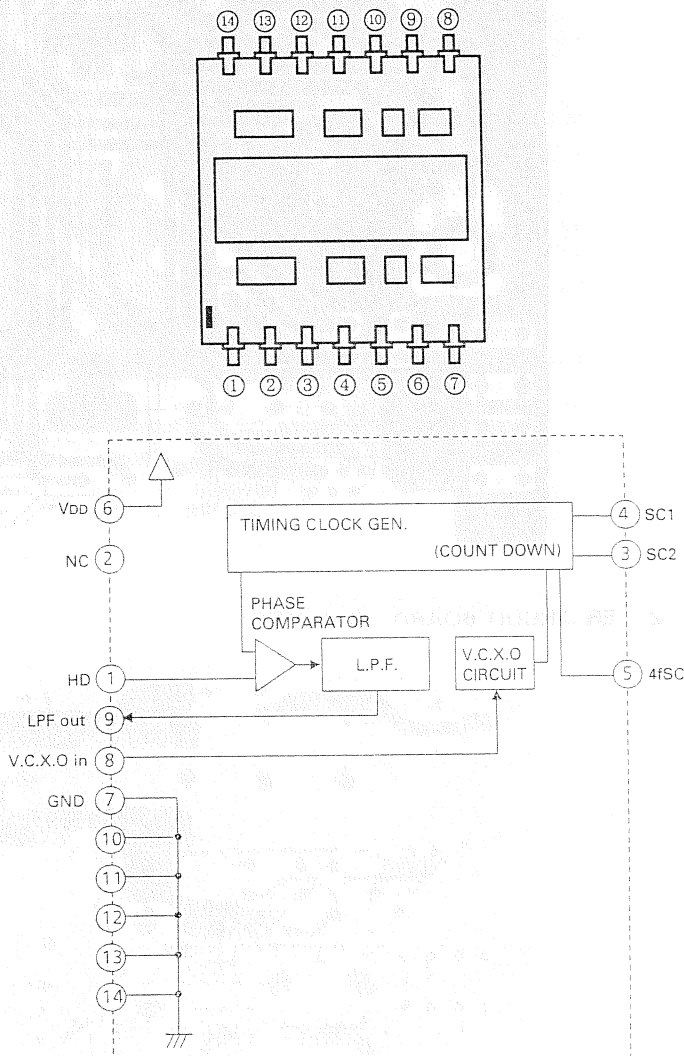 ⑭ ⑬ ⑫ ⑪ ⑩ ⑨ ⑧
① ② ③ ④ ⑤ ⑥ ⑦
VDD ⑥
TIMING CLOCK GEN.
④ SC1
NC ②
(COUNT DOWN)
③ SC2
PHASE
COMPARATOR
HD ①
L.P.F.
V.C.X.O
CIRCUIT
⑤ 4fSC
LPF out ⑨
V.C.X.O in ⑧
GND ⑦
⑩
⑪
⑫
⑬
⑭